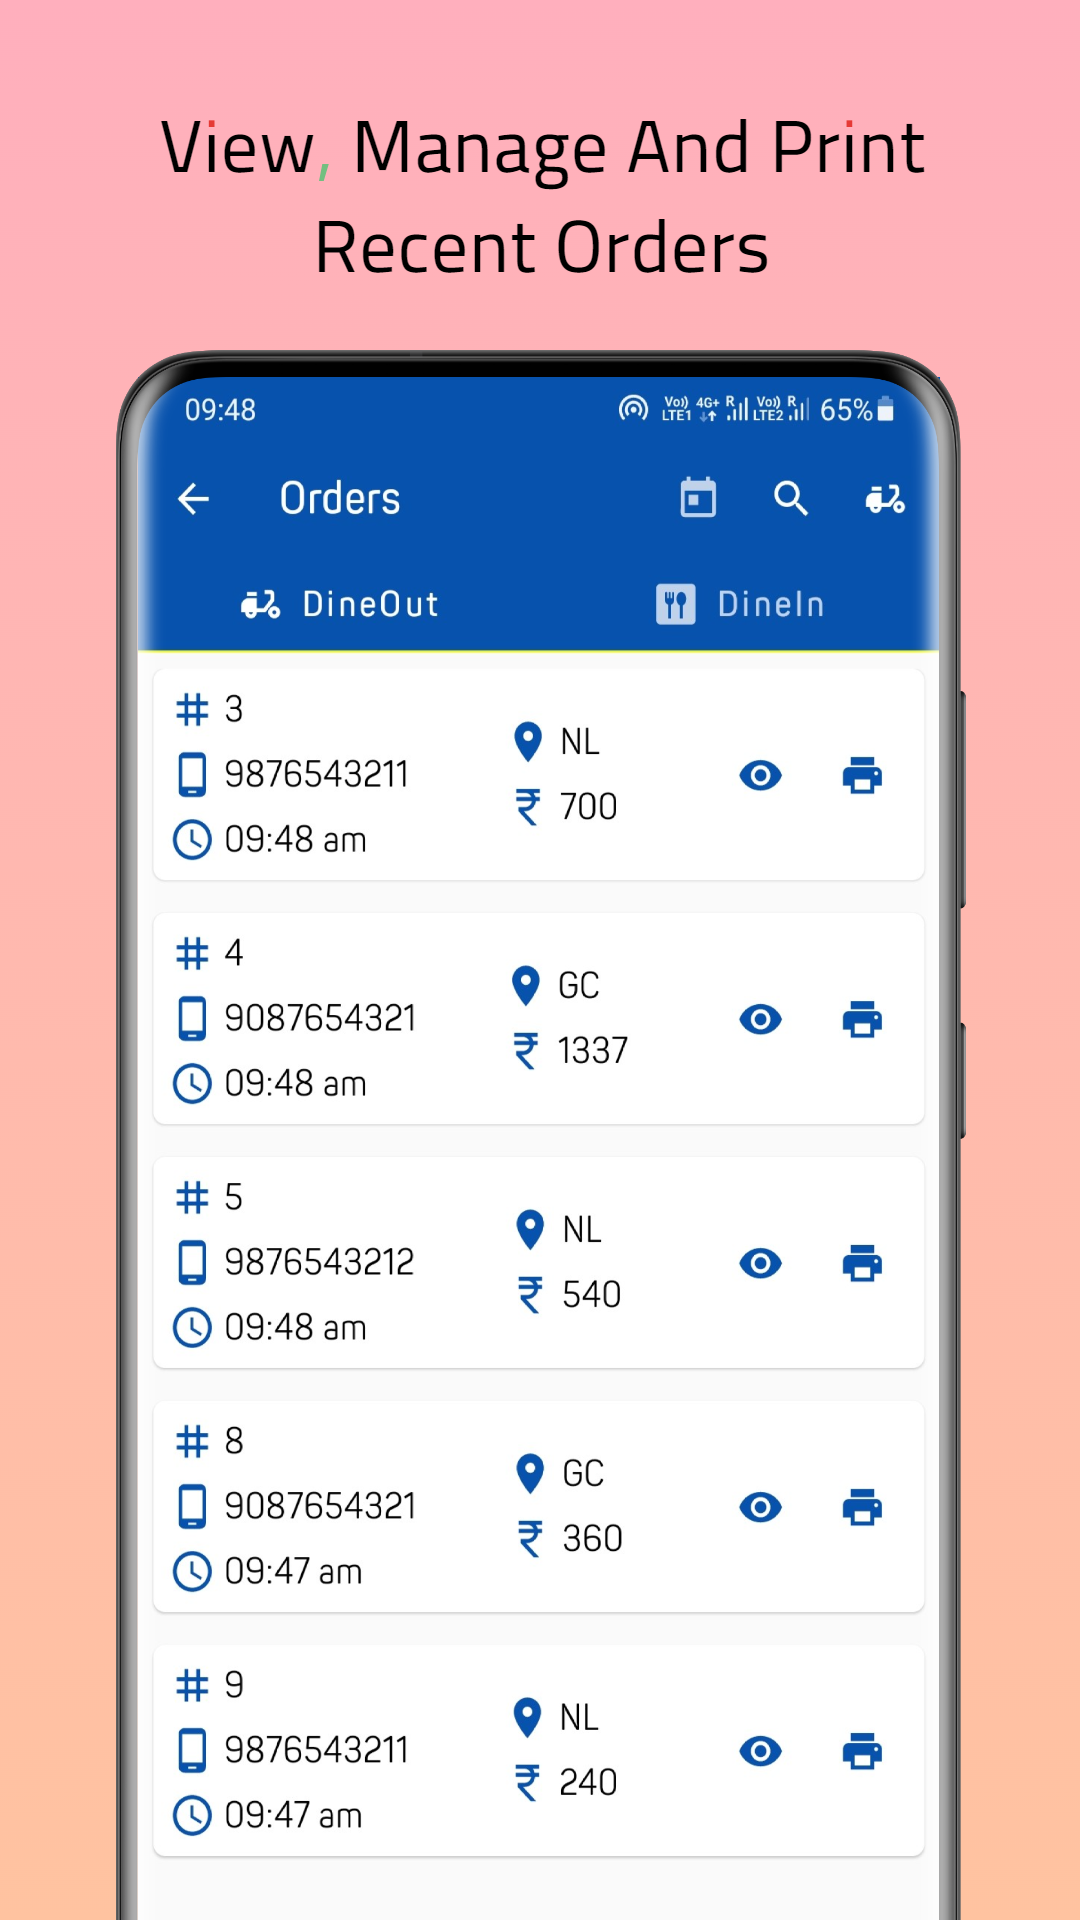 View, Manage And Print
Recent Orders
09:48 Vo)) LTE1 4G+ R Vo)) LTE2 R 65%
Orders
DineOut DineIn
# 3
9876543211
09:48 am
NL
₹ 700
# 4
9087654321
09:48 am
GC
₹ 1337
# 5
9876543212
09:48 am
NL
₹ 540
# 8
9087654321
09:47 am
GC
₹ 360
# 9
9876543211
09:47 am
NL
₹ 240